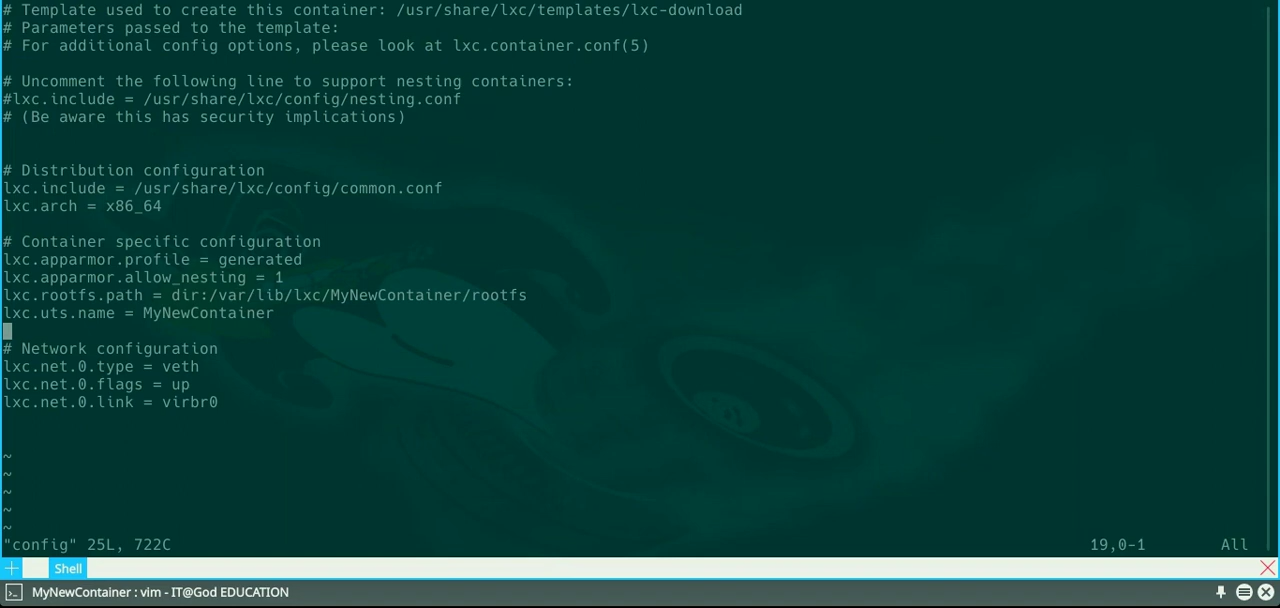 # Template used to create this container: /usr/share/lxc/templates/lxc-download
# Parameters passed to the template:
# For additional config options, please look at lxc.container.conf(5)
# Uncomment the following line to support nesting containers:
#lxc.include = /usr/share/lxc/config/nesting.conf
# (Be aware this has security implications)
# Distribution configuration
lxc.include = /usr/share/lxc/config/common.conf
lxc.arch = x86_64
# Container specific configuration
lxc.apparmor.profile = generated
lxc.apparmor.allow_nesting = 1
lxc.rootfs.path = dir:/var/lib/lxc/MyNewContainer/rootfs
lxc.uts.name = MyNewContainer
# Network configuration
lxc.net.0.type = veth
lxc.net.0.flags = up
lxc.net.0.link = virbr0
~
~
~
~
~
"config" 25L, 722C 19,0-1 All
Shell
MyNewContainer : vim - IT@God EDUCATION